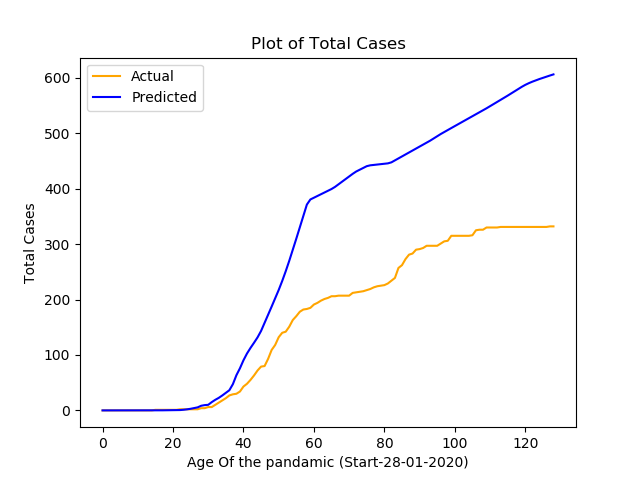 Plot of Total Cases
Actual
Predicted
600
500
400
300
200
100
0
Total Cases
0 20 40 60 80 100 120
Age Of the pandamic (Start-28-01-2020)